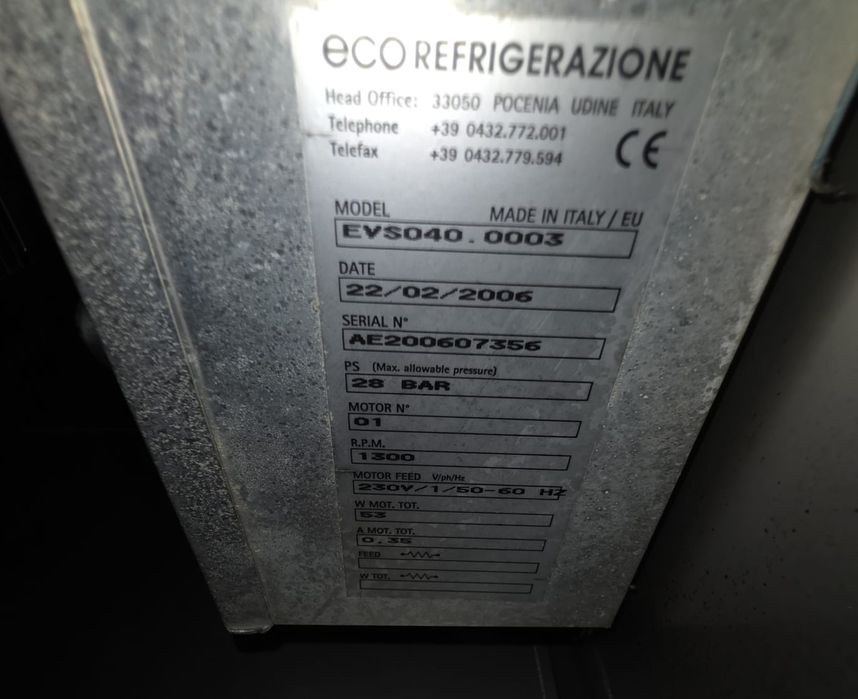 eco REFRIGERAZIONE
Head Office: 33050 POCENIA UDINE ITALY
Telephone +39 0432.772.001
Telefax +39 0432.779.594 CE
MODEL MADE IN ITALY / EU
EVS040.0003
DATE
22/02/2006
SERIAL N°
AE200607356
PS (Max. allowable pressure)
28 BAR
MOTOR N°
01
R.P.M.
1300
MOTOR FEED V/ph/Hz
230V/1/50-60 HZ
W MOT. TOT.
53
A MOT. TOT.
0.35
FEED
W TOT.